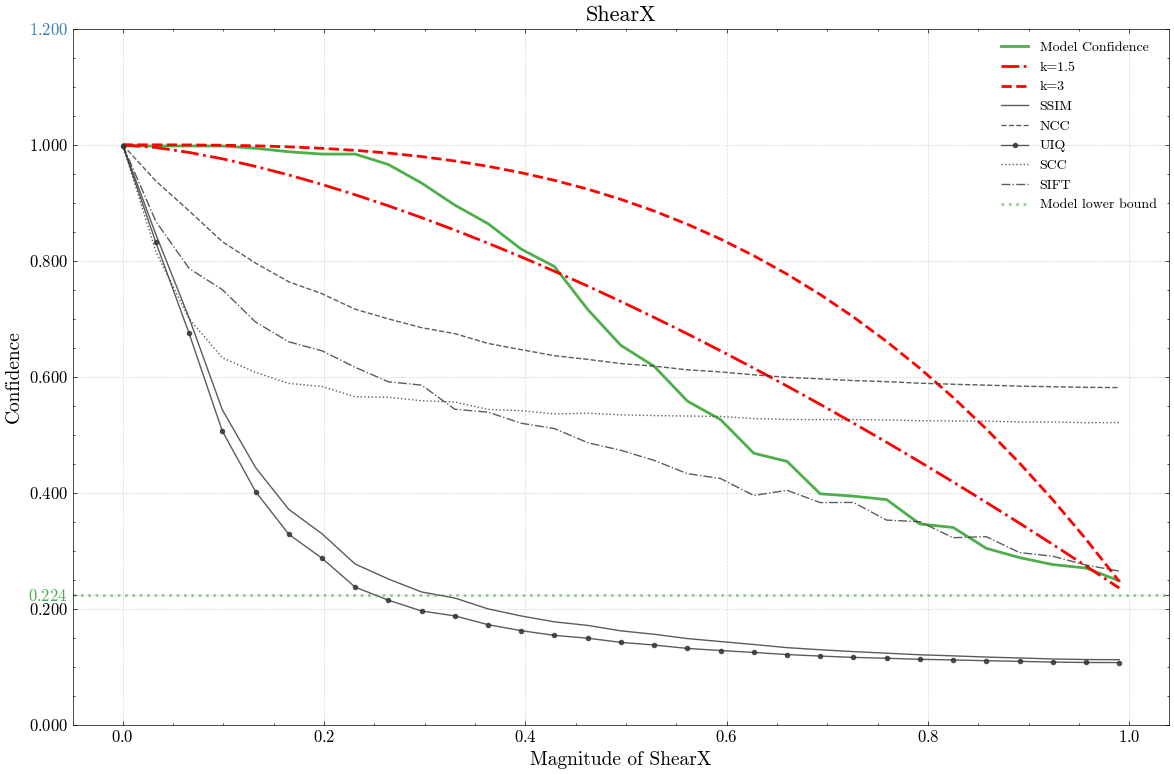 ShearX
1.200
1.000
0.800
0.600
0.400
0.224
0.200
0.000
Confidence
0.0 0.2 0.4 0.6 0.8 1.0
Magnitude of ShearX
Model Confidence
k=1.5
k=3
SSIM
NCC
UIQ
SCC
SIFT
Model lower bound